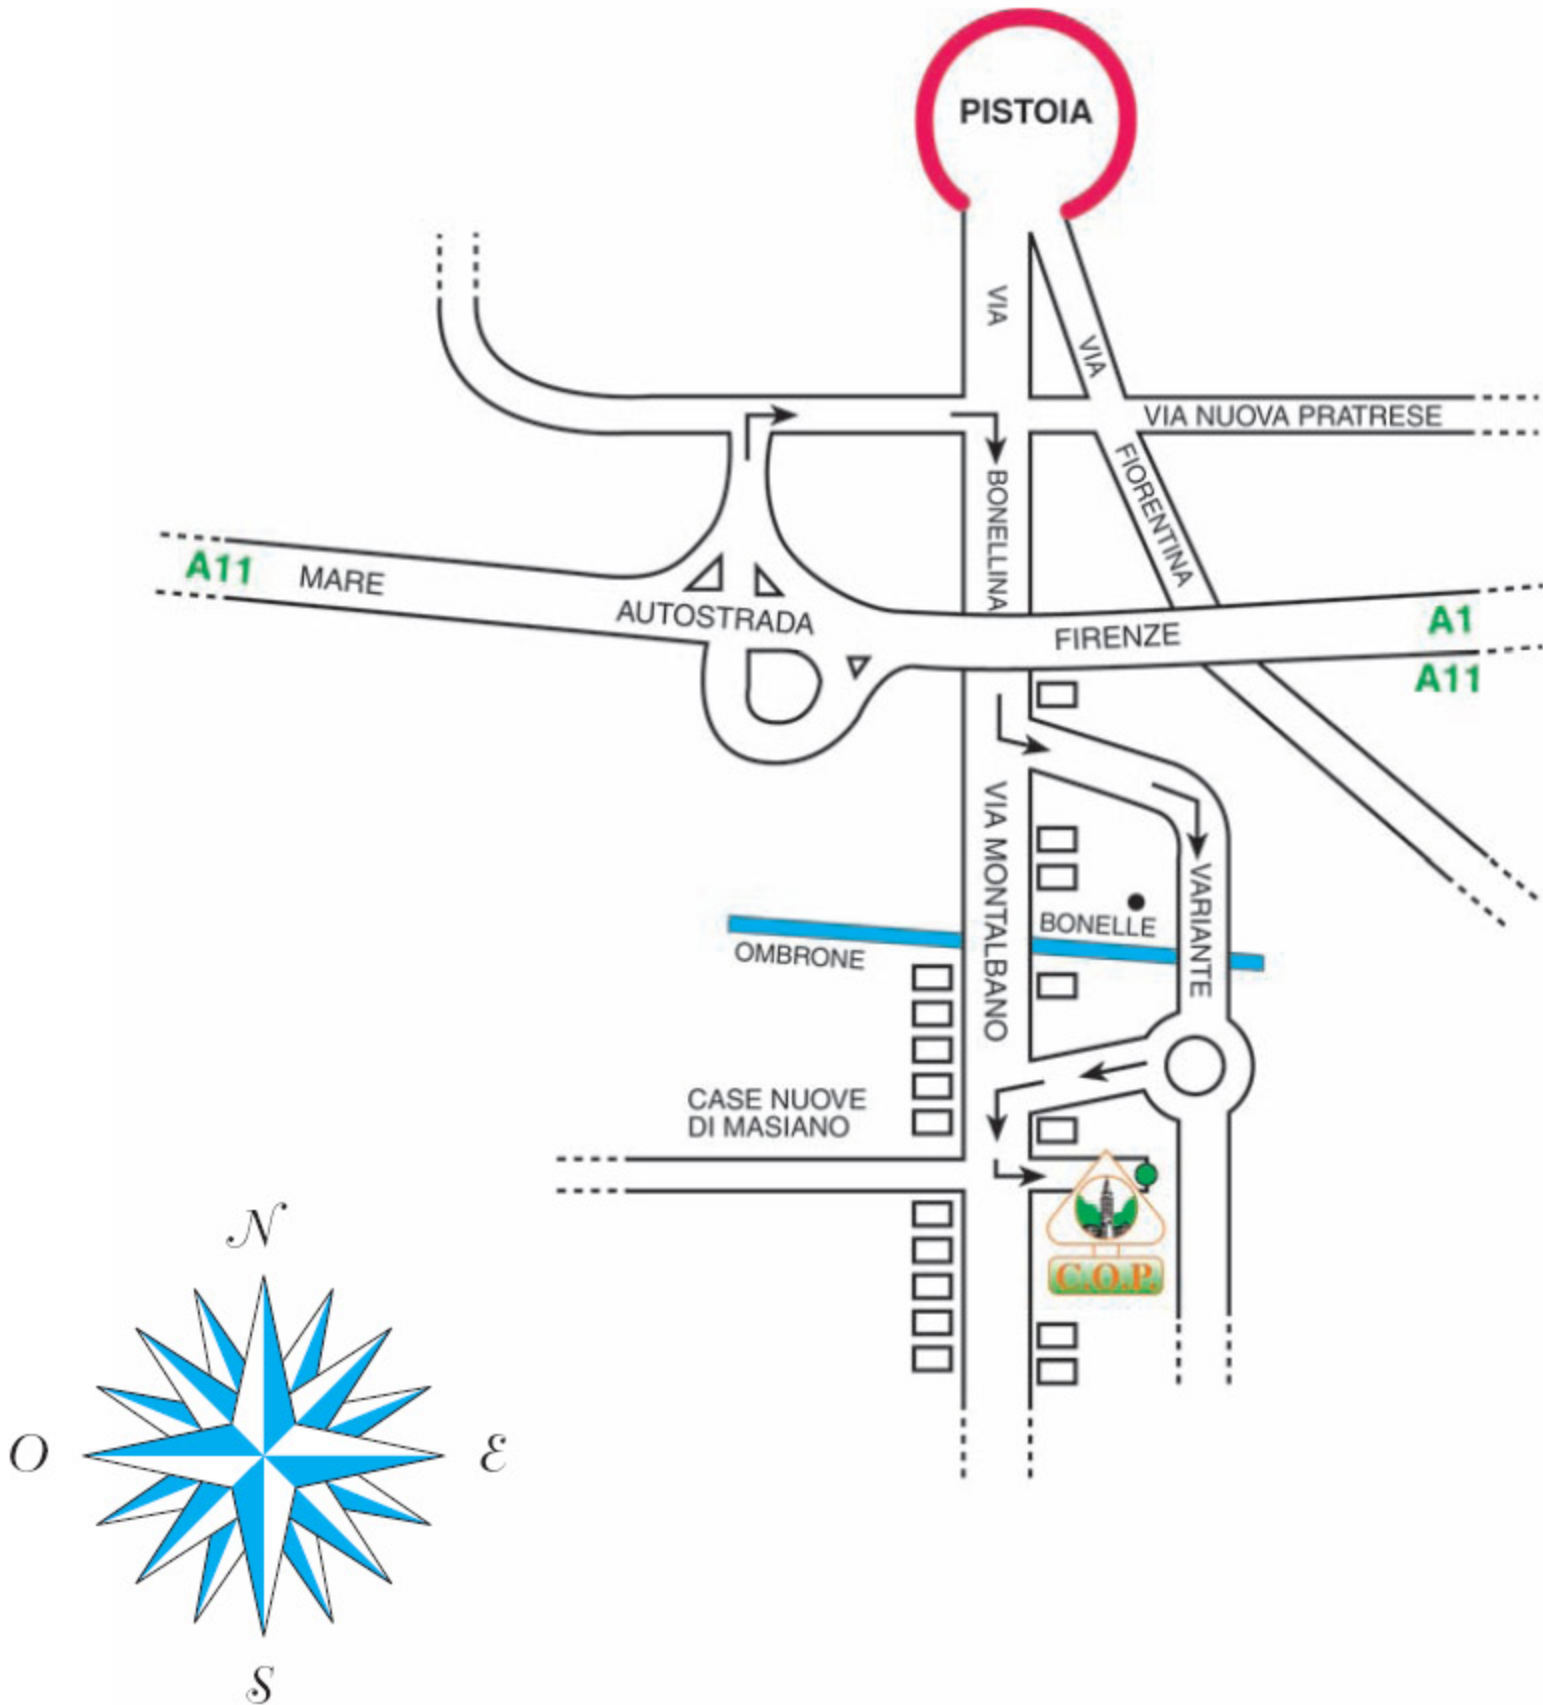 PISTOIA
VIA
VIA
VIA NUOVA PRATRESE
BONELLINA
FIORENTINA
A11
MARE
AUTOSTRADA
FIRENZE
A1
A11
VIA MONTALBANO
VARIANTE
BONELLE
OMBRONE
CASE NUOVE
DI MASIANO
C.O.P.
N
O
E
S